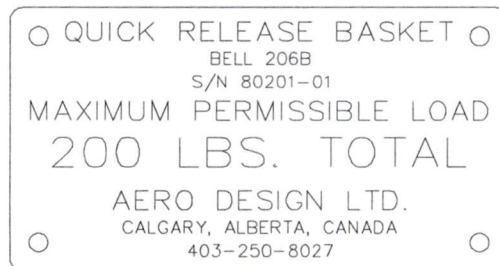 QUICK RELEASE BASKET
BELL 206B
S/N 80201-01
MAXIMUM PERMISSIBLE LOAD
200 LBS. TOTAL
AERO DESIGN LTD.
CALGARY, ALBERTA, CANADA
403-250-8027